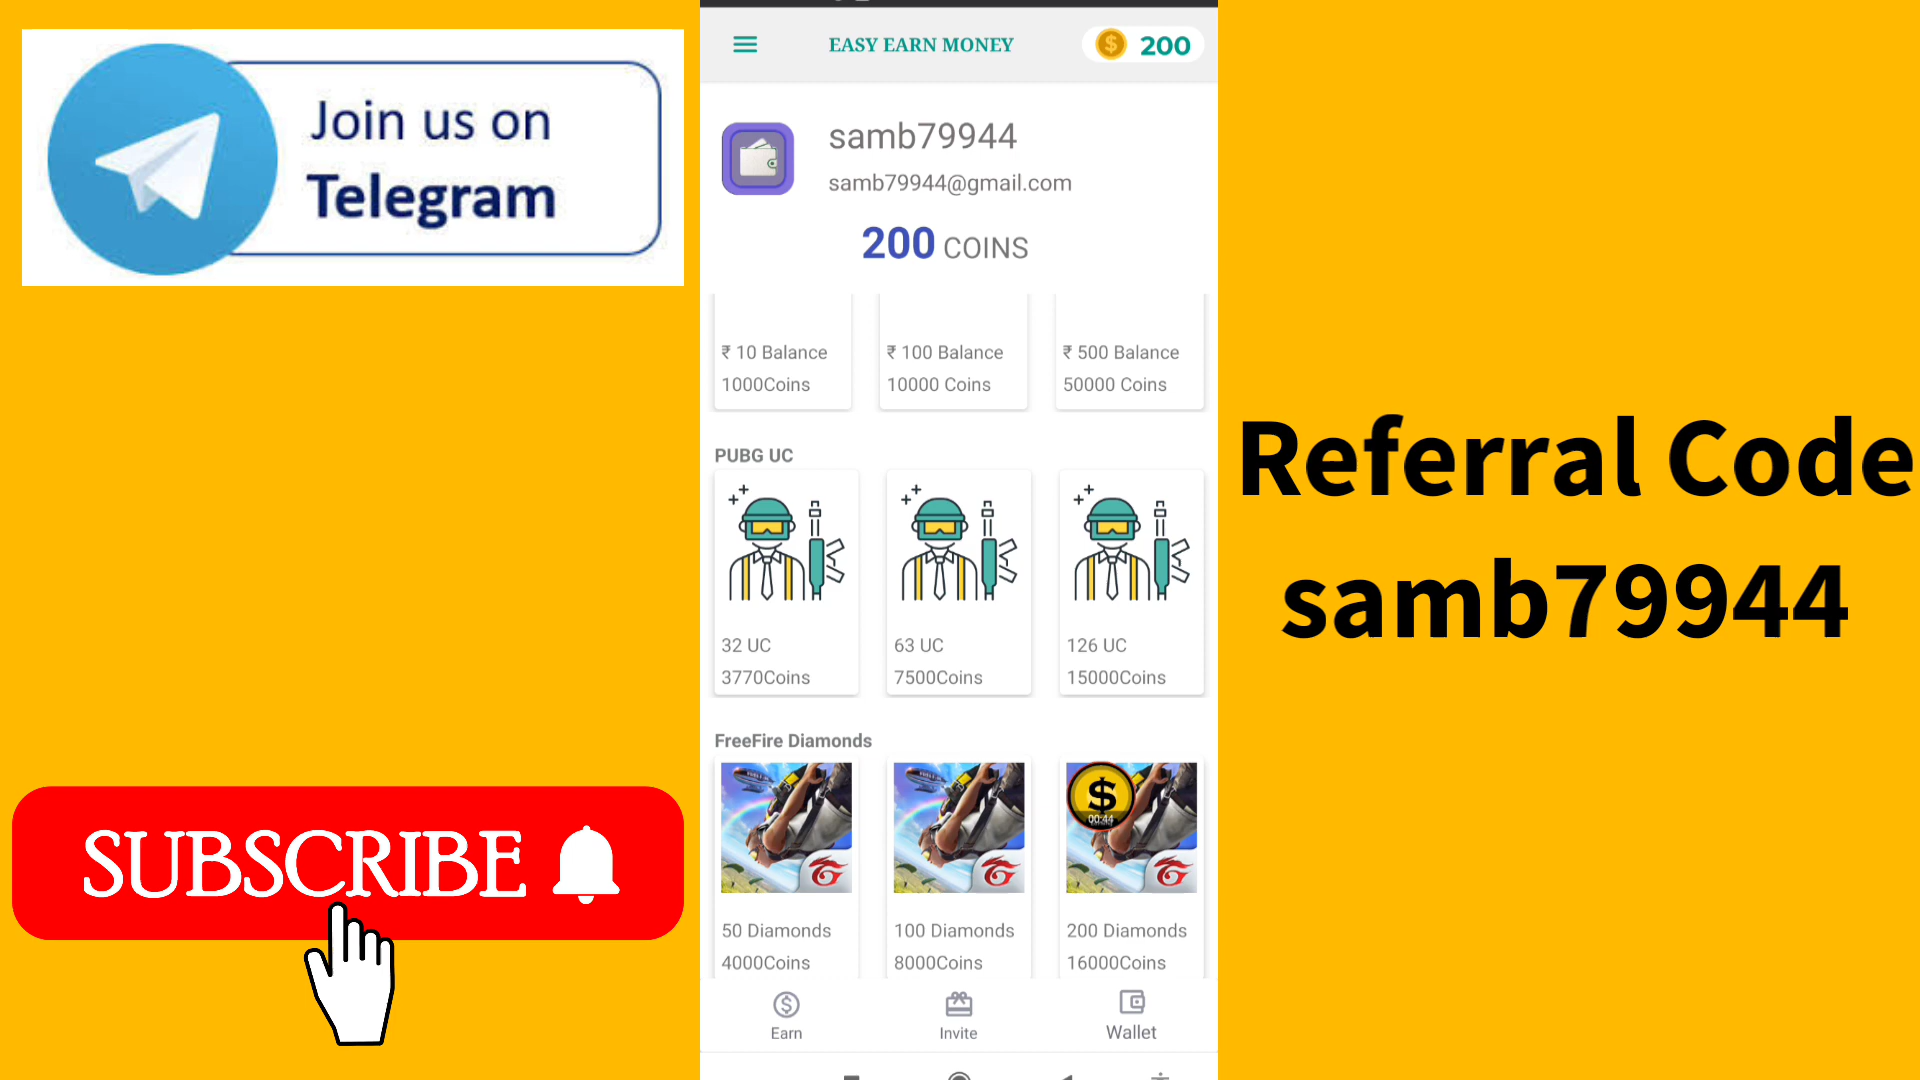 Join us on
Telegram
SUBSCRIBE
EASY EARN MONEY
200
samb79944
samb79944@gmail.com
200 COINS
₹ 10 Balance
1000Coins
₹ 100 Balance
10000 Coins
₹ 500 Balance
50000 Coins
PUBG UC
32 UC
3770Coins
63 UC
7500Coins
126 UC
15000Coins
FreeFire Diamonds
00:44
50 Diamonds
4000Coins
100 Diamonds
8000Coins
200 Diamonds
16000Coins
Earn
Invite
Wallet
Referral Code
samb79944